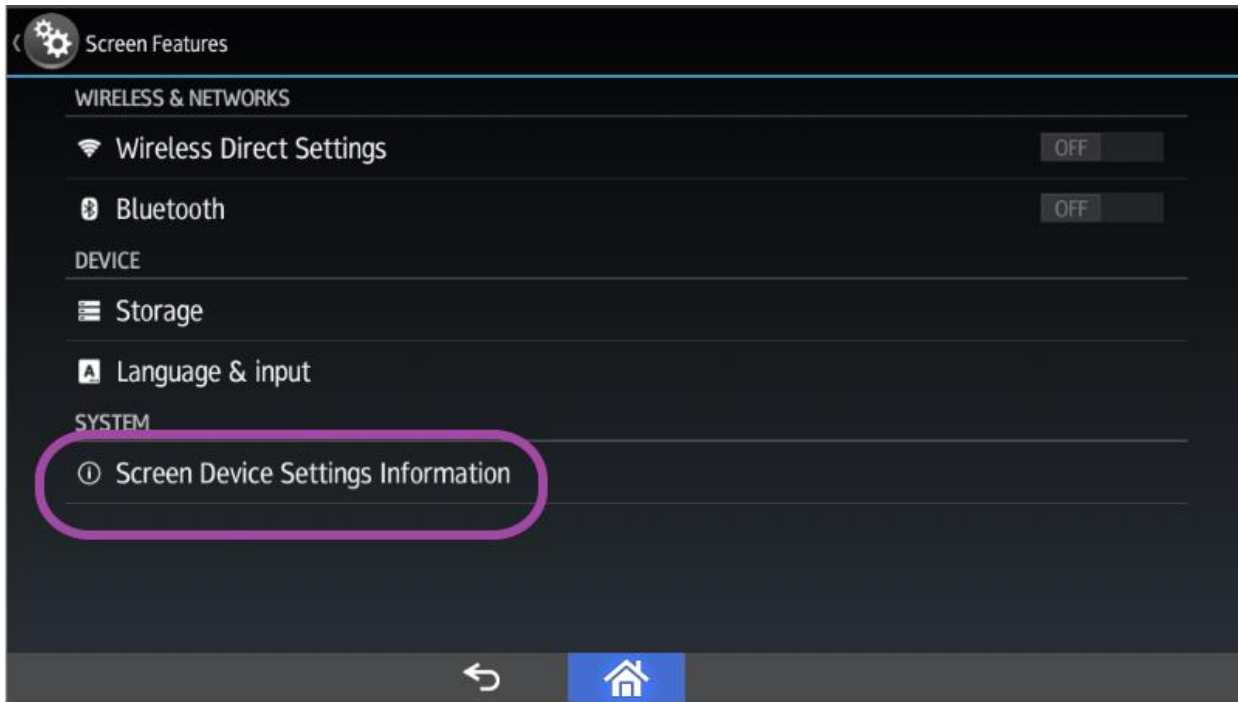 Screen Features
WIRELESS & NETWORKS
Wireless Direct Settings OFF
Bluetooth OFF
DEVICE
Storage
A Language & input
SYSTEM
Screen Device Settings Information